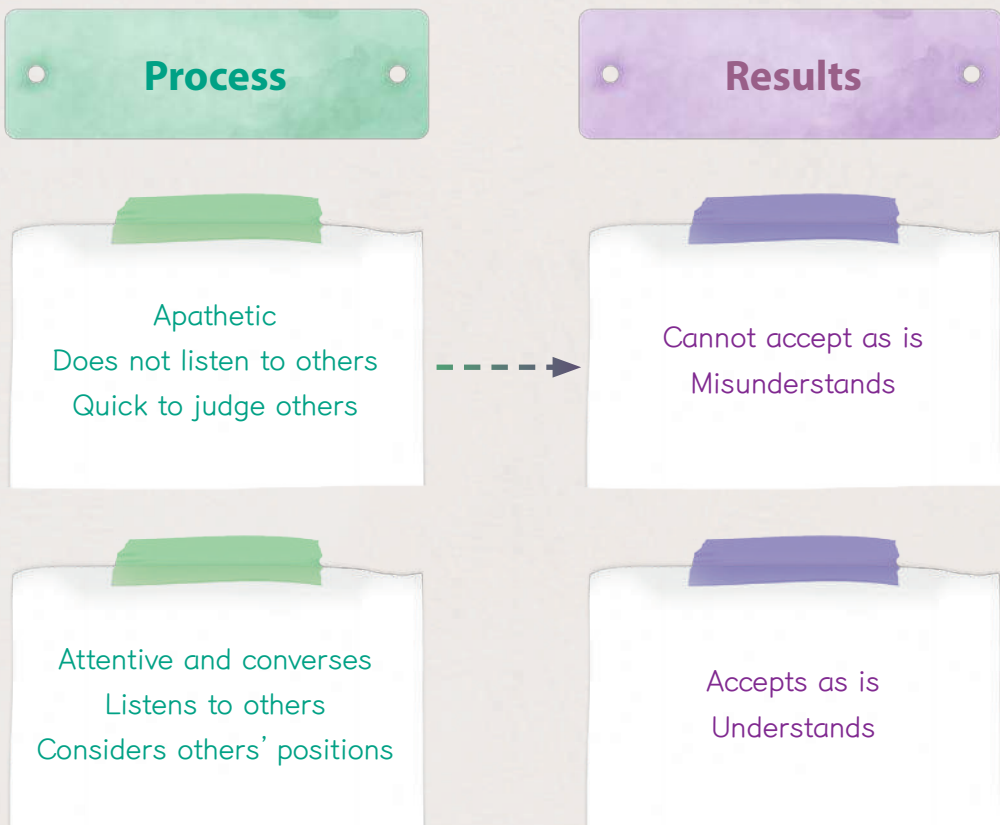 Process
Results
Apathetic
Does not listen to others
Quick to judge others
Cannot accept as is
Misunderstands
Attentive and converses
Listens to others
Considers others’ positions
Accepts as is
Understands